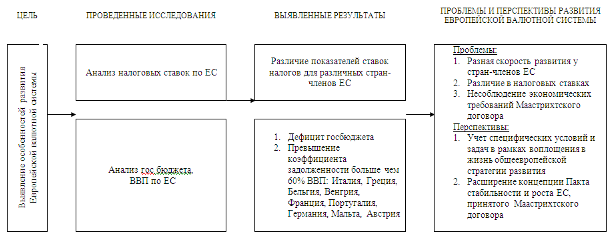 ЦЕЛЬ
ПРОВЕДЕННЫЕ ИССЛЕДОВАНИЯ
ВЫЯВЛЕННЫЕ РЕЗУЛЬТАТЫ
ПРОБЛЕМЫ И ПЕРСПЕКТИВЫ РАЗВИТИЯ
ЕВРОПЕЙСКОЙ ВАЛЮТНОЙ СИСТЕМЫ
Выявление особенностей развития
Европейской валютной системы
Анализ налоговых ставок по ЕС
Анализ гос бюджета,
ВВП по ЕС
Различие показателей ставок
налогов для различных стран-
членов ЕС
1. Дефицит госбюджета
2. Превышение
коэффициента
задолженности больше чем
60% ВВП: Италия, Греция,
Бельгия, Венгрия,
Франция, Португалия,
Германия, Мальта, Австрия
Проблемы:
1. Разная скорость развития у
стран-членов ЕС
2. Различие в налоговых ставках
3. Несоблюдение экономических
требований Маастрихтского
договора
Перспективы:
1. Учет специфических условий и
задач в рамках воплощения в
жизнь общеевропейской
стратегии развития
2. Расширение концепции Пакта
стабильности и роста ЕС,
принятого Маастрихтского
договора